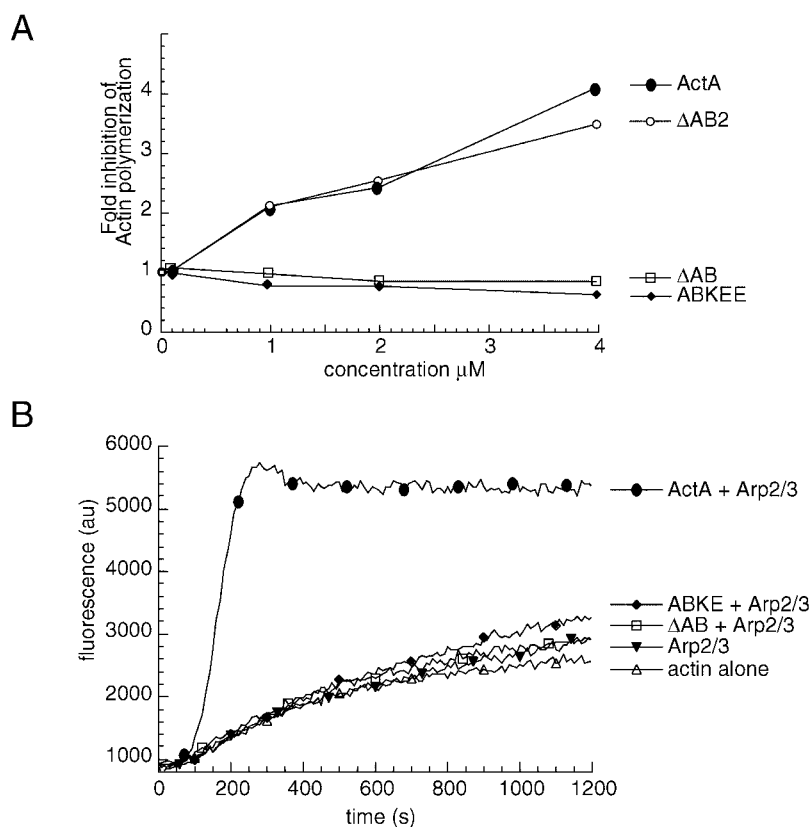 A
Fold inhibition of
Actin polymerization
4
3
2
1
0
0
1
2
3
4
concentration μM
ActA
ΔAB2
ΔAB
ABKEE
B
fluorescence (au)
6000
5000
4000
3000
2000
1000
0
200
400
600
800
1000
1200
time (s)
ActA + Arp2/3
ABKE + Arp2/3
ΔAB + Arp2/3
Arp2/3
actin alone